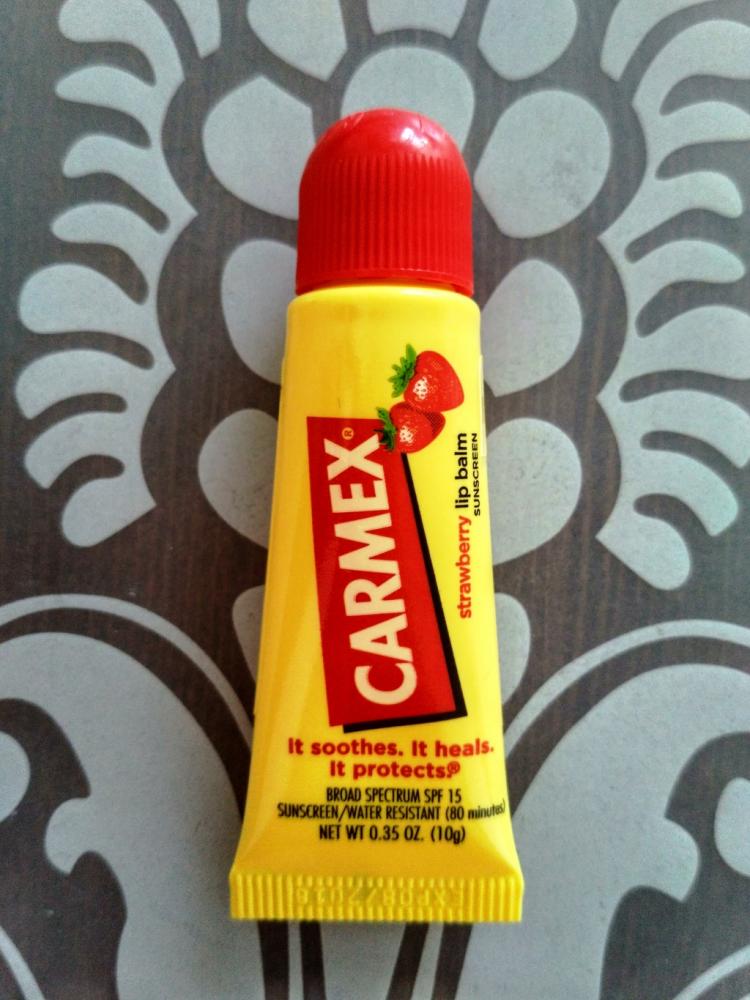 CARMEX®
strawberry lip balm
SUNSCREEN
It soothes. It heals.
It protects.®
BROAD SPECTRUM SPF 15
SUNSCREEN/WATER RESISTANT (80 minutes)
NET WT 0.35 OZ. (10g)